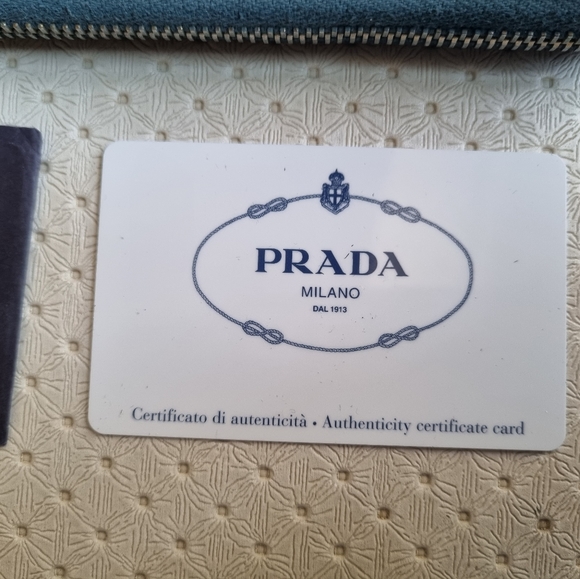 PRADA
MILANO
DAL 1913
Certificato di autenticità • Authenticity certificate card